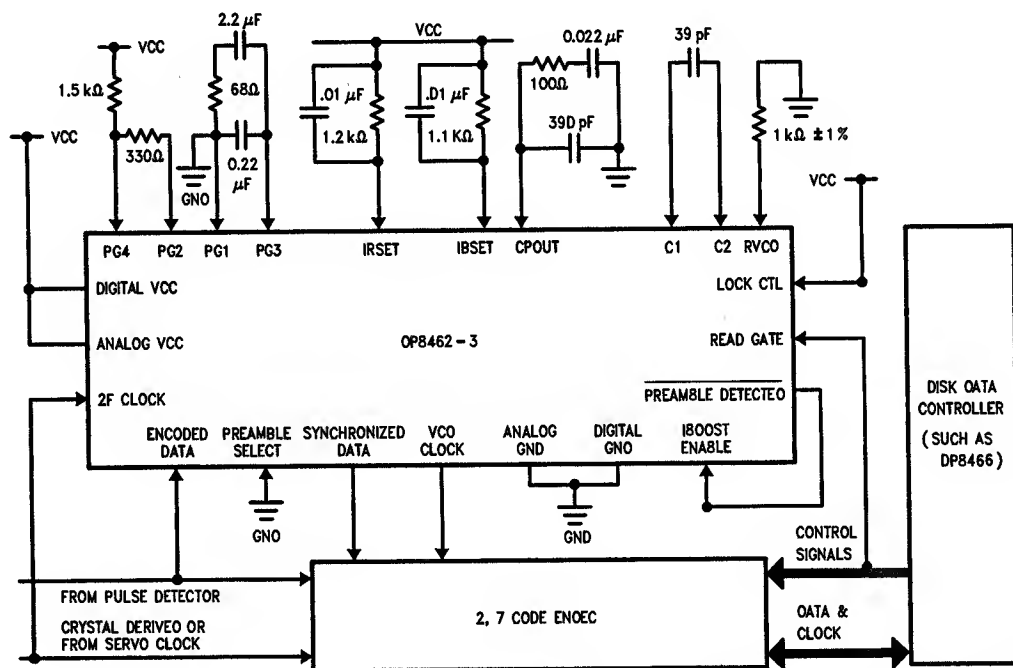 2.2 μF
VCC
1.5 kΩ
68Ω
VCC
330Ω
GNO
0.22
μF
VCC
.01 μF
1.2 kΩ
.D1 μF
1.1 KΩ
0.022 μF
100Ω
39D pF
39 pF
1 kΩ ±1%
VCC
PG4
PG2
PG1
PG3
IRSET
IBSET
CPOUT
C1
C2
RVCO
DIGITAL VCC
LOCK CTL
ANALOG VCC
OP8462-3
READ GATE
2F CLOCK
PREAM8LE DETECTEO
ENCODED
DATA
PREAMBLE
SELECT
SYNCHRONIZED
DATA
VCO
CLOCK
ANALOG
GND
DIGITAL
GNO
I8OOST
ENA8LE
DISK OATA
CONTROLLER
(SUCH AS
DP8466)
GNO
GND
CONTROL
SIGNALS
FROM PULSE DETECTOR
2, 7 CODE ENOEC
OATA &
CLOCK
CRYSTAL DERIVEO OR
FROM SERVO CLOCK